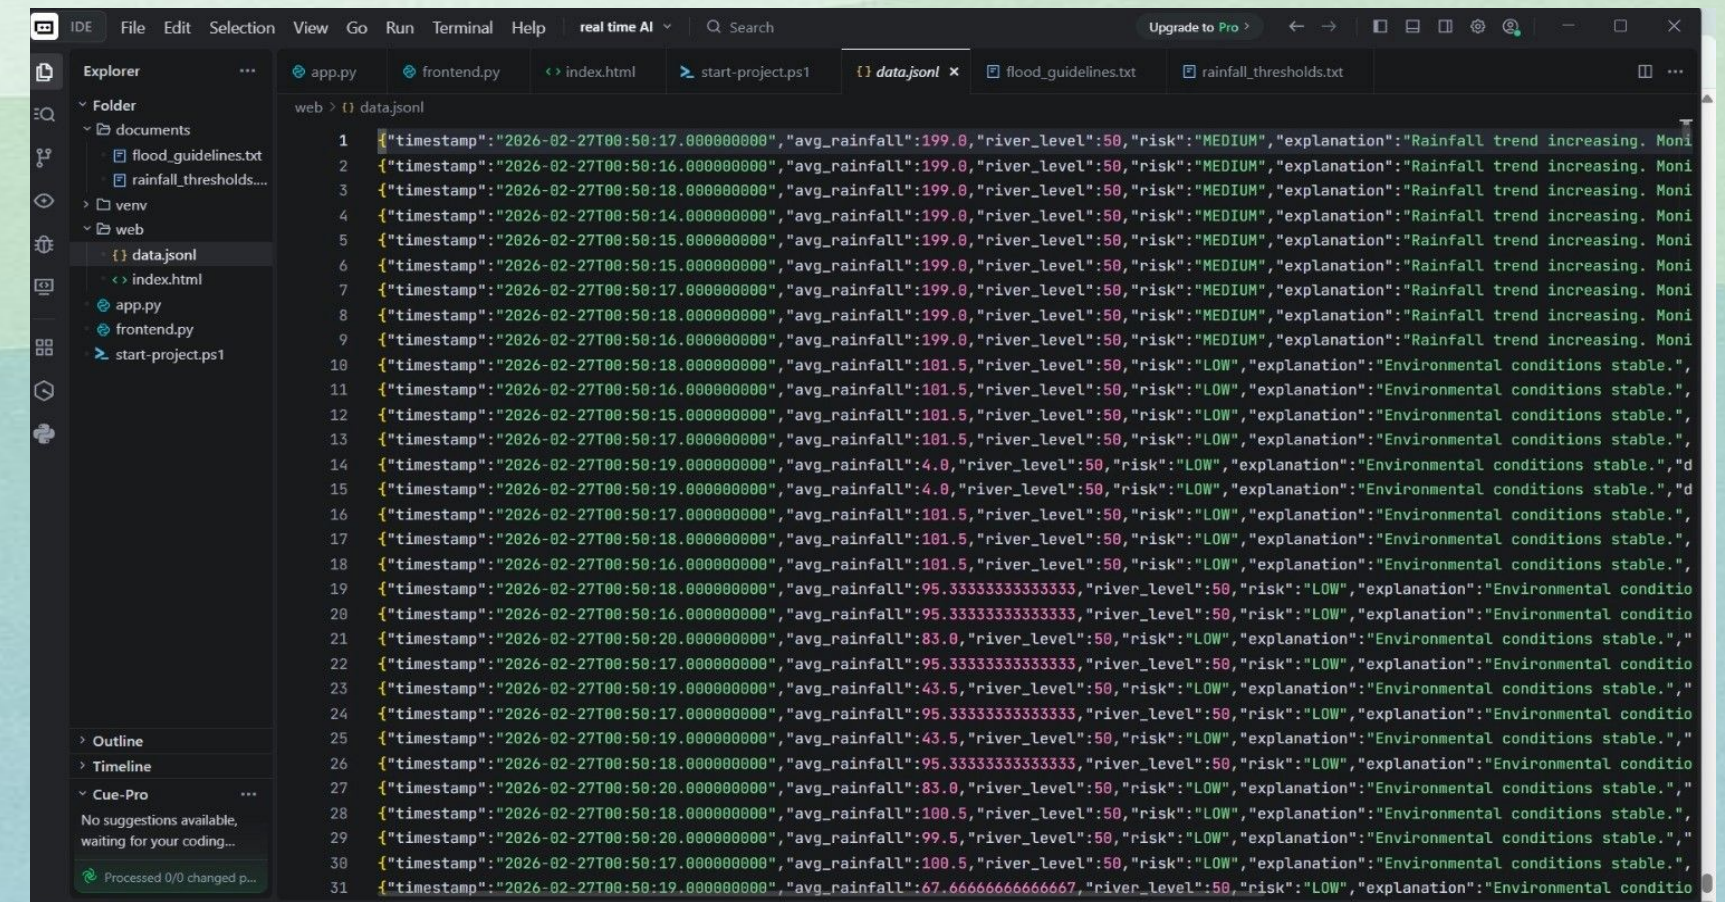 IDE File Edit Selection View Go Run Terminal Help real time AI Search Upgrade to Pro
Explorer
Folder
documents
flood_guidelines.txt
rainfall_thresholds....
venv
web
data.jsonl
index.html
app.py
frontend.py
start-project.ps1
Outline
Timeline
Cue-Pro
No suggestions available,
waiting for your coding...
Processed 0/0 changed p...
app.py frontend.py index.html start-project.ps1 data.jsonl flood_guidelines.txt rainfall_thresholds.txt
web > data.jsonl
1 {"timestamp":"2026-02-27T00:50:17.000000000","avg_rainfall":199.0,"river_level":50,"risk":"MEDIUM","explanation":"Rainfall trend increasing. Moni
2 {"timestamp":"2026-02-27T00:50:16.000000000","avg_rainfall":199.0,"river_level":50,"risk":"MEDIUM","explanation":"Rainfall trend increasing. Moni
3 {"timestamp":"2026-02-27T00:50:18.000000000","avg_rainfall":199.0,"river_level":50,"risk":"MEDIUM","explanation":"Rainfall trend increasing. Moni
4 {"timestamp":"2026-02-27T00:50:14.000000000","avg_rainfall":199.0,"river_level":50,"risk":"MEDIUM","explanation":"Rainfall trend increasing. Moni
5 {"timestamp":"2026-02-27T00:50:15.000000000","avg_rainfall":199.0,"river_level":50,"risk":"MEDIUM","explanation":"Rainfall trend increasing. Moni
6 {"timestamp":"2026-02-27T00:50:15.000000000","avg_rainfall":199.0,"river_level":50,"risk":"MEDIUM","explanation":"Rainfall trend increasing. Moni
7 {"timestamp":"2026-02-27T00:50:17.000000000","avg_rainfall":199.0,"river_level":50,"risk":"MEDIUM","explanation":"Rainfall trend increasing. Moni
8 {"timestamp":"2026-02-27T00:50:18.000000000","avg_rainfall":199.0,"river_level":50,"risk":"MEDIUM","explanation":"Rainfall trend increasing. Moni
9 {"timestamp":"2026-02-27T00:50:16.000000000","avg_rainfall":199.0,"river_level":50,"risk":"MEDIUM","explanation":"Rainfall trend increasing. Moni
10 {"timestamp":"2026-02-27T00:50:18.000000000","avg_rainfall":101.5,"river_level":50,"risk":"LOW","explanation":"Environmental conditions stable.",
11 {"timestamp":"2026-02-27T00:50:16.000000000","avg_rainfall":101.5,"river_level":50,"risk":"LOW","explanation":"Environmental conditions stable.",
12 {"timestamp":"2026-02-27T00:50:15.000000000","avg_rainfall":101.5,"river_level":50,"risk":"LOW","explanation":"Environmental conditions stable.",
13 {"timestamp":"2026-02-27T00:50:17.000000000","avg_rainfall":101.5,"river_level":50,"risk":"LOW","explanation":"Environmental conditions stable.",
14 {"timestamp":"2026-02-27T00:50:19.000000000","avg_rainfall":4.0,"river_level":50,"risk":"LOW","explanation":"Environmental conditions stable.","d
15 {"timestamp":"2026-02-27T00:50:19.000000000","avg_rainfall":4.0,"river_level":50,"risk":"LOW","explanation":"Environmental conditions stable.","d
16 {"timestamp":"2026-02-27T00:50:17.000000000","avg_rainfall":101.5,"river_level":50,"risk":"LOW","explanation":"Environmental conditions stable.",
17 {"timestamp":"2026-02-27T00:50:18.000000000","avg_rainfall":101.5,"river_level":50,"risk":"LOW","explanation":"Environmental conditions stable.",
18 {"timestamp":"2026-02-27T00:50:16.000000000","avg_rainfall":101.5,"river_level":50,"risk":"LOW","explanation":"Environmental conditions stable.",
19 {"timestamp":"2026-02-27T00:50:18.000000000","avg_rainfall":95.33333333333333,"river_level":50,"risk":"LOW","explanation":"Environmental conditio
20 {"timestamp":"2026-02-27T00:50:16.000000000","avg_rainfall":95.33333333333333,"river_level":50,"risk":"LOW","explanation":"Environmental conditio
21 {"timestamp":"2026-02-27T00:50:20.000000000","avg_rainfall":83.0,"river_level":50,"risk":"LOW","explanation":"Environmental conditions stable.","
22 {"timestamp":"2026-02-27T00:50:17.000000000","avg_rainfall":95.33333333333333,"river_level":50,"risk":"LOW","explanation":"Environmental conditio
23 {"timestamp":"2026-02-27T00:50:19.000000000","avg_rainfall":43.5,"river_level":50,"risk":"LOW","explanation":"Environmental conditions stable.","
24 {"timestamp":"2026-02-27T00:50:17.000000000","avg_rainfall":95.33333333333333,"river_level":50,"risk":"LOW","explanation":"Environmental conditio
25 {"timestamp":"2026-02-27T00:50:19.000000000","avg_rainfall":43.5,"river_level":50,"risk":"LOW","explanation":"Environmental conditions stable.","
26 {"timestamp":"2026-02-27T00:50:18.000000000","avg_rainfall":95.33333333333333,"river_level":50,"risk":"LOW","explanation":"Environmental conditio
27 {"timestamp":"2026-02-27T00:50:20.000000000","avg_rainfall":83.0,"river_level":50,"risk":"LOW","explanation":"Environmental conditions stable.","
28 {"timestamp":"2026-02-27T00:50:18.000000000","avg_rainfall":100.5,"river_level":50,"risk":"LOW","explanation":"Environmental conditions stable.",
29 {"timestamp":"2026-02-27T00:50:20.000000000","avg_rainfall":99.5,"river_level":50,"risk":"LOW","explanation":"Environmental conditions stable.","
30 {"timestamp":"2026-02-27T00:50:17.000000000","avg_rainfall":100.5,"river_level":50,"risk":"LOW","explanation":"Environmental conditions stable.",
31 {"timestamp":"2026-02-27T00:50:19.000000000","avg_rainfall":67.66666666666667,"river_level":50,"risk":"LOW","explanation":"Environmental conditio